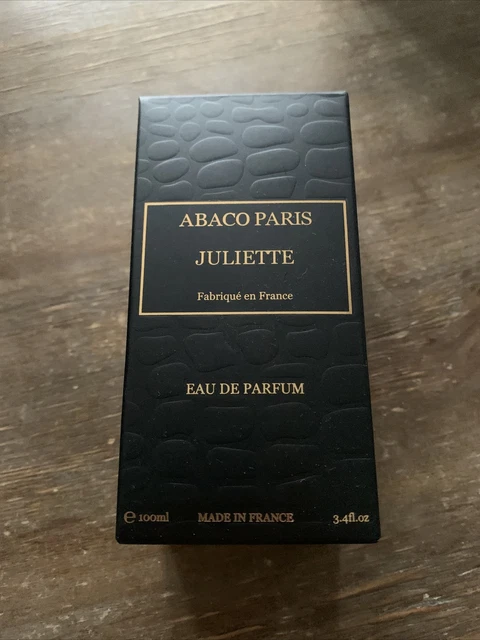 ABACO PARIS
JULIETTE
Fabriqué en France
EAU DE PARFUM
℮ 100ml MADE IN FRANCE 3.4fl.oz